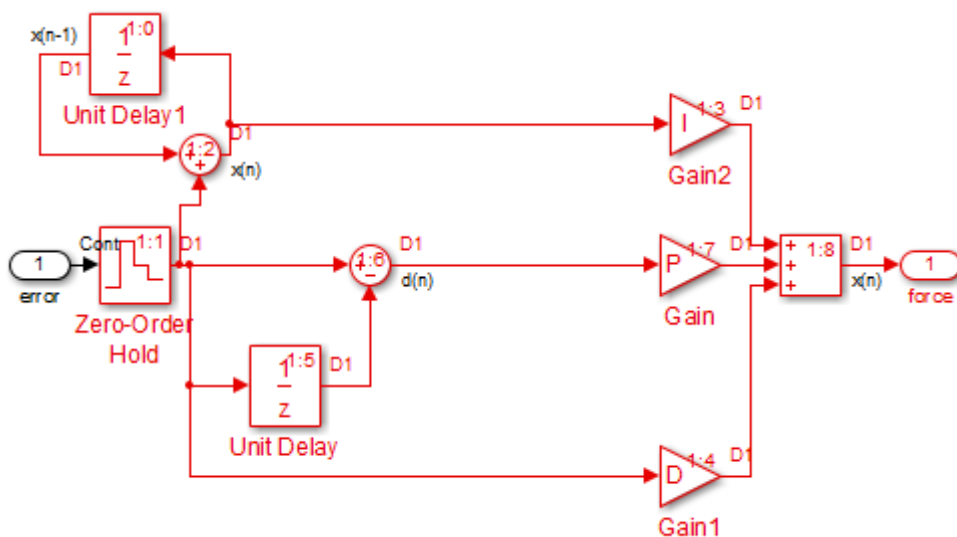 x(n-1)
D1
1
z
1:0
Unit Delay1
1:2
+
+
D1
x(n)
I
1:3
D1
Gain2
1
error
Cont
1:1
D1
Zero-Order
Hold
1:6
−
D1
d(n)
P
1:7
D1
Gain
+
+
+
1:8
D1
x(n)
1
force
1
z
1:5
D1
Unit Delay
D
1:4
D1
Gain1